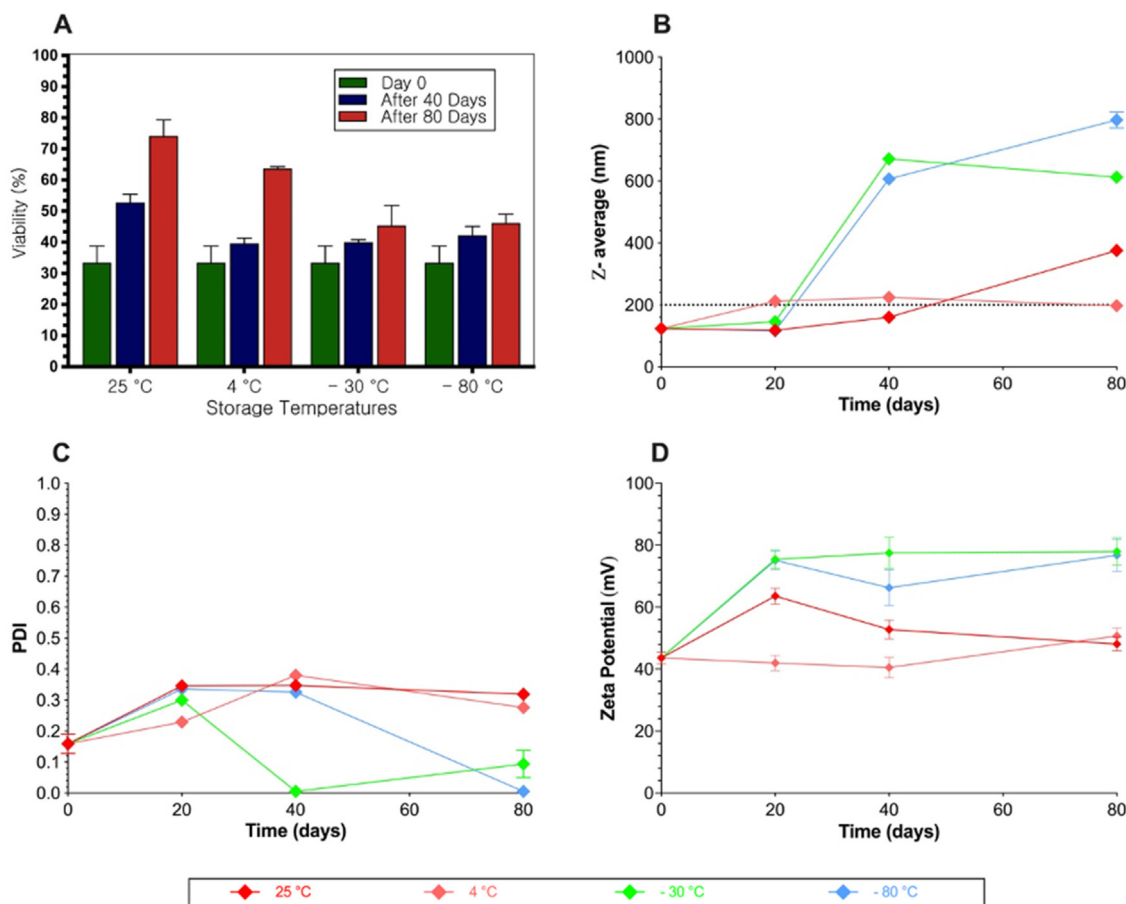 A
Viability (%)
100
90
80
70
60
50
40
30
20
10
0
Day 0
After 40 Days
After 80 Days
25 °C 4 °C − 30 °C − 80 °C
Storage Temperatures
B
Z- average (nm)
1000
800
600
400
200
0
0 20 40 60 80
Time (days)
C
PDI
1.0
0.9
0.8
0.7
0.6
0.5
0.4
0.3
0.2
0.1
0.0
0 20 40 60 80
Time (days)
D
Zeta Potential (mV)
100
80
60
40
20
0
0 20 40 60 80
Time (days)
25 °C 4 °C - 30 °C - 80 °C